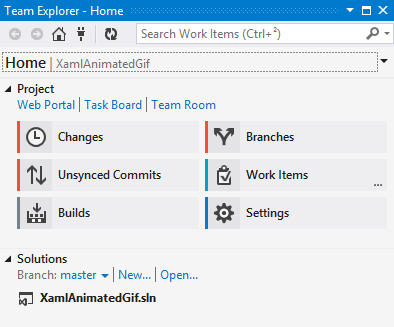 Team Explorer - Home
Search Work Items (Ctrl+²)
Home | XamlAnimatedGif
Project
Web Portal | Task Board | Team Room
Changes
Branches
Unsynced Commits
Work Items
...
Builds
Settings
Solutions
Branch: master | New... | Open...
XamlAnimatedGif.sln